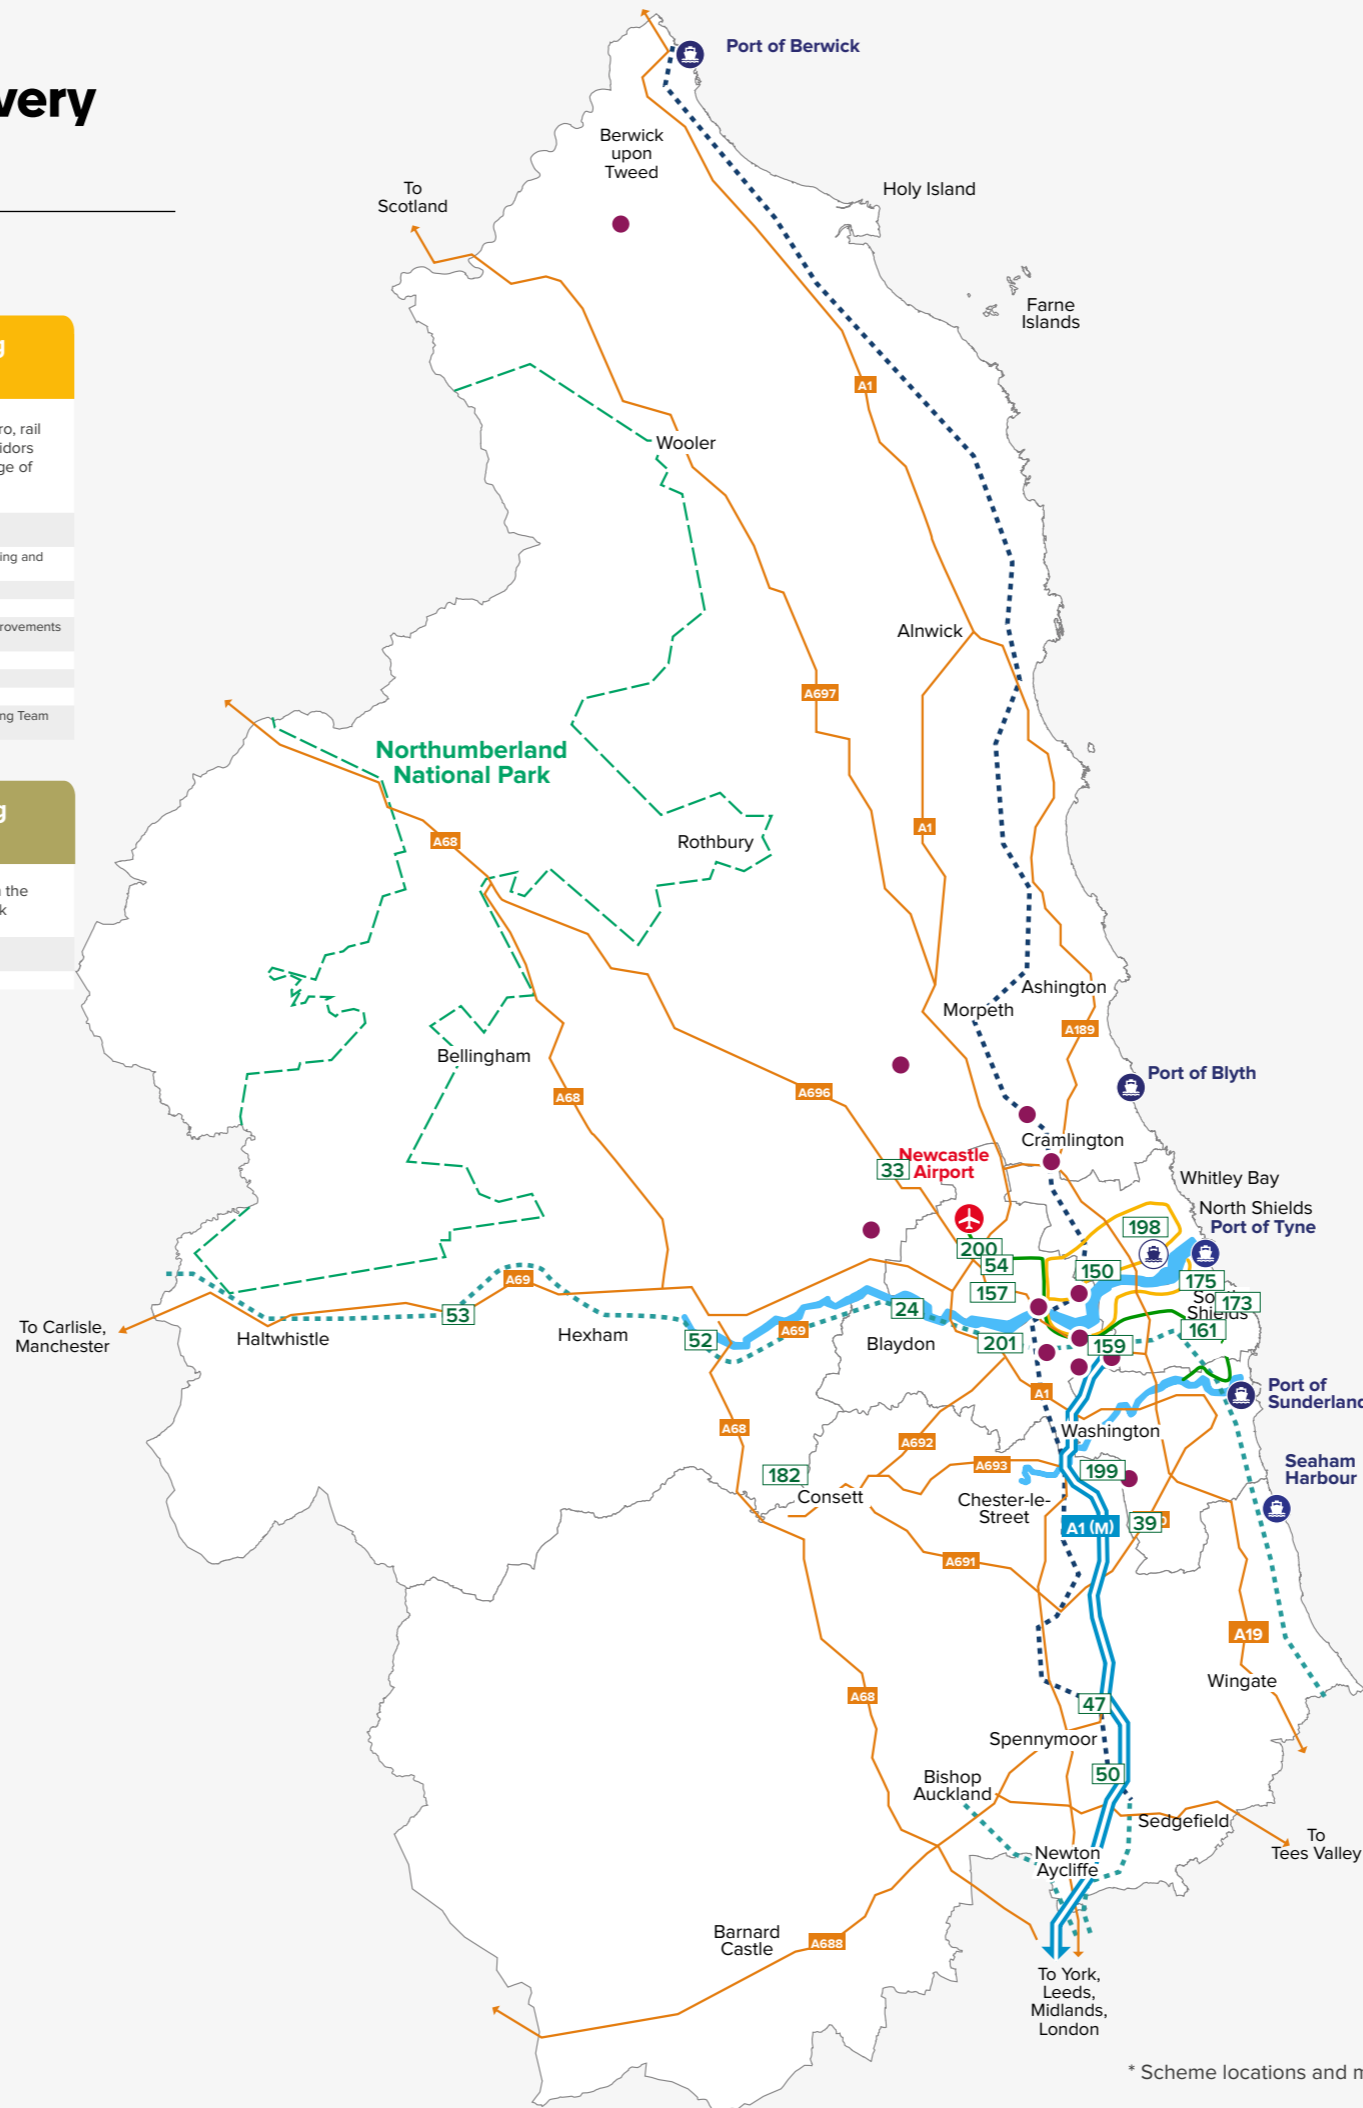 very
g
ro, rail
idors
ge of
ing and
rovements
ng Team
g
the
k
Port of Berwick
Berwick
upon
Tweed
To
Scotland
Holy Island
Farne
Islands
A1
Wooler
Alnwick
A697
Northumberland
National Park
A68
Rothbury
A1
Ashington
Morpeth
A189
Bellingham
Port of Blyth
A68
A696
Cramlington
Newcastle
Airport
33
Whitley Bay
North Shields
Port of Tyne
198
200
54
150
157
175
South
Shields
173
161
A69
53
24
To Carlisle,
Manchester
Haltwhistle
Hexham
52
A69
Blaydon
201
159
A1
Port of
Sunderland
A68
A692
Washington
Seaham
Harbour
182
A693
199
Consett
Chester-le-
Street
A1 (M)
39
A691
A19
Wingate
A68
47
Spennymoor
Bishop
Auckland
50
Sedgefield
To
Tees Valley
Newton
Aycliffe
Barnard
Castle
A688
To York,
Leeds,
Midlands,
London
* Scheme locations and m